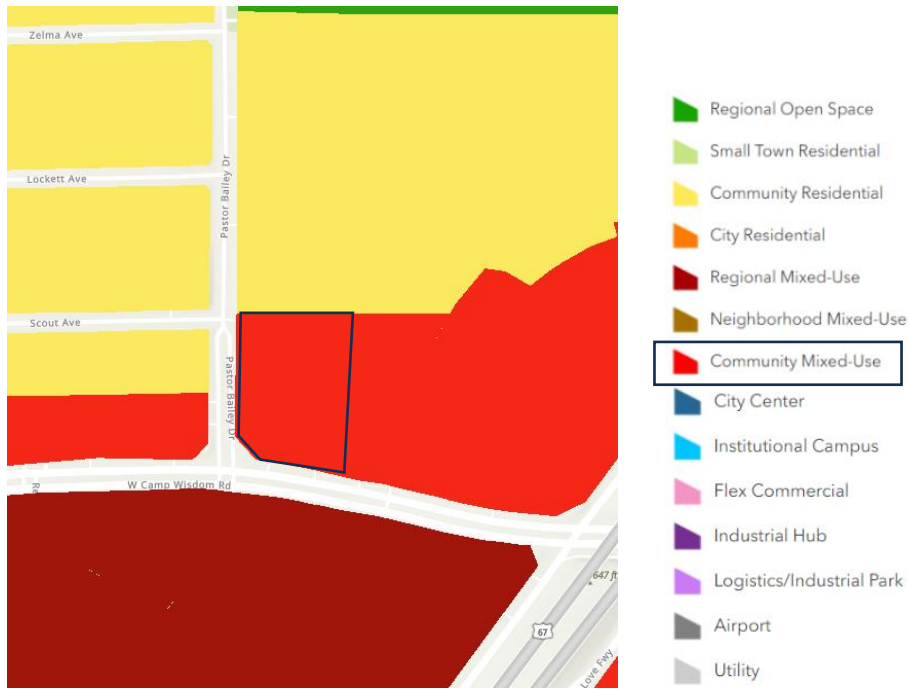 Zelma Ave
Lockett Ave
Pastor Bailey Dr
Scout Ave
Pastor Bailey Dr
W Camp Wisdom Rd
Re
647 ft
67
Love Fwy
Regional Open Space
Small Town Residential
Community Residential
City Residential
Regional Mixed-Use
Neighborhood Mixed-Use
Community Mixed-Use
City Center
Institutional Campus
Flex Commercial
Industrial Hub
Logistics/Industrial Park
Airport
Utility